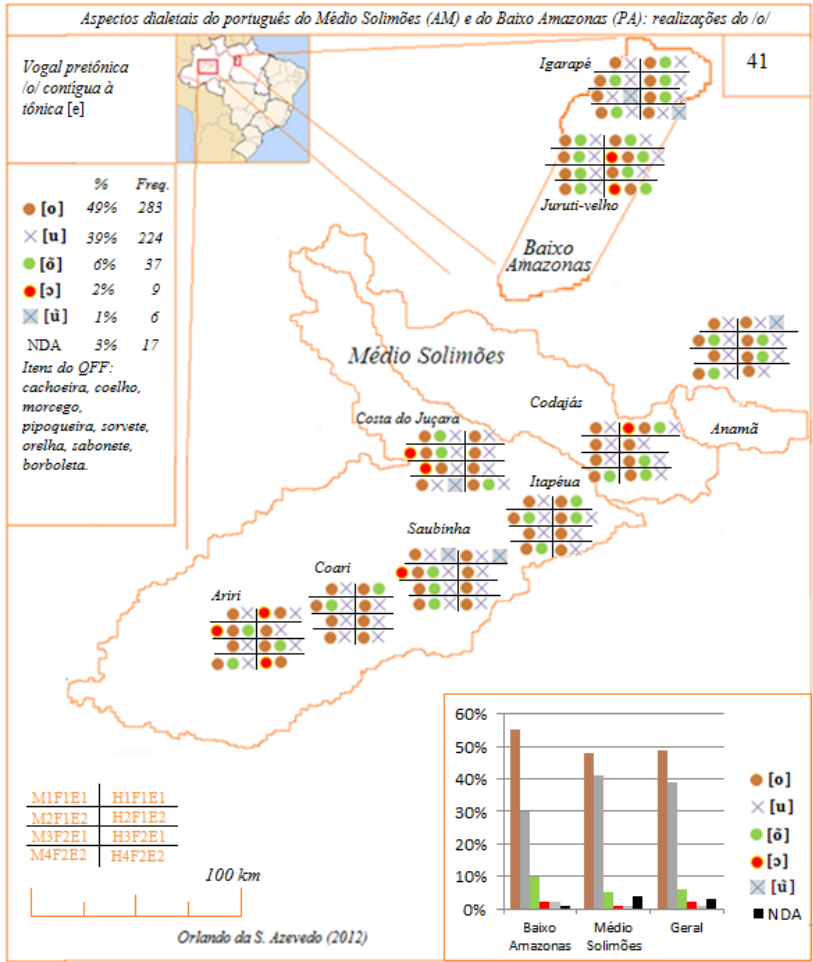 Aspectos dialetais do português do Médio Solimões (AM) e do Baixo Amazonas (PA): realizações do /o/
Vogal pretônica
/o/ contígua à
tônica [e]
41
% Freq.
[o] 49% 283
[u] 39% 224
[õ] 6% 37
[ɔ] 2% 9
[ũ] 1% 6
NDA 3% 17
Itens do QFF:
cachoeira, coelho,
morcego,
pipoqueira, sorvete,
orelha, sabonete,
borboleta.
Igarapé
Juruti-velho
Baixo
Amazonas
Médio Solimões
Codajás
Costa do Juçara
Anamã
Itapéua
Saubinha
Coari
Ariri
M1F1E1 H1F1E1
M2F1E2 H2F1E2
M3F2E1 H3F2E1
M4F2E2 H4F2E2
100 km
Orlando da S. Azevedo (2012)
60%
50%
40%
30%
20%
10%
0%
Baixo
Amazonas
Médio
Solimões
Geral
[o]
[u]
[õ]
[ɔ]
[ũ]
NDA